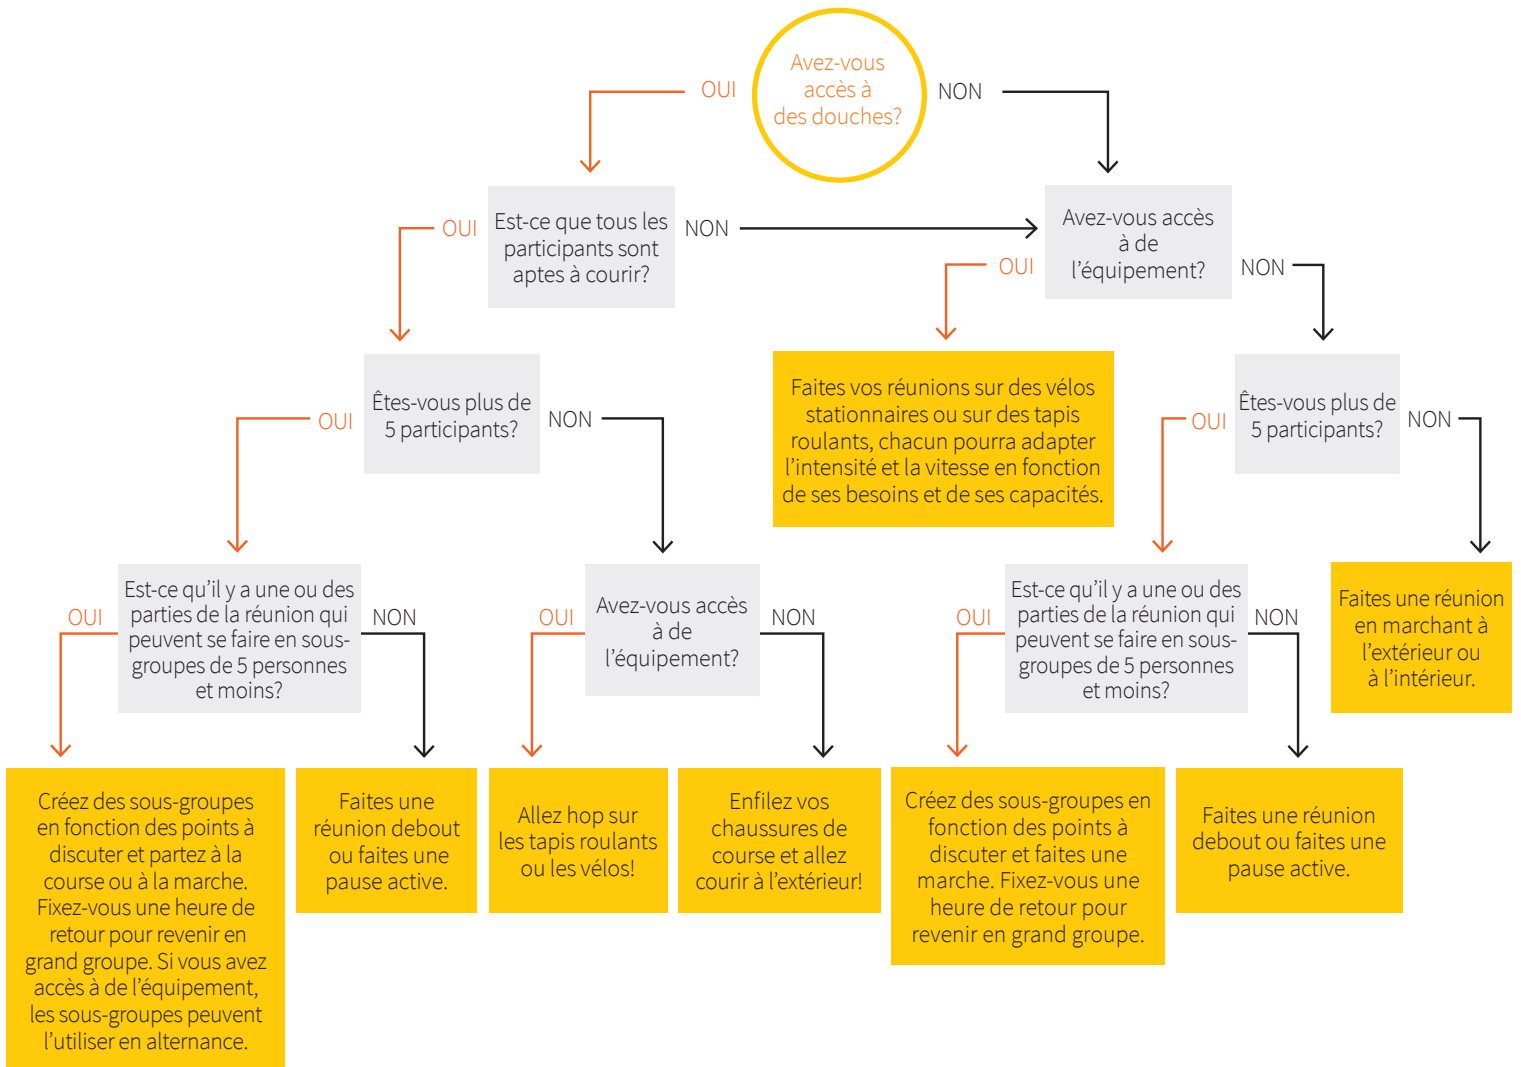 Avez-vous
accès à
des douches?
OUI
NON
Est-ce que tous les
participants sont
aptes à courir?
OUI
NON
Avez-vous accès
à de
l’équipement?
OUI
NON
Êtes-vous plus de
5 participants?
OUI
NON
Faites vos réunions sur des vélos
stationnaires ou sur des tapis
roulants, chacun pourra adapter
l’intensité et la vitesse en fonction
de ses besoins et de ses capacités.
Êtes-vous plus de
5 participants?
OUI
NON
Est-ce qu’il y a une ou des
parties de la réunion qui
peuvent se faire en sous-
groupes de 5 personnes
et moins?
OUI
NON
Avez-vous accès
à de
l’équipement?
OUI
NON
Est-ce qu’il y a une ou des
parties de la réunion qui
peuvent se faire en sous-
groupes de 5 personnes
et moins?
OUI
NON
Faites une réunion
en marchant à
l’extérieur ou
à l’intérieur.
Créez des sous-groupes
en fonction des points à
discuter et partez à la
course ou à la marche.
Fixez-vous une heure de
retour pour revenir en
grand groupe. Si vous avez
accès à de l’équipement,
les sous-groupes peuvent
l’utiliser en alternance.
Faites une
réunion debout
ou faites une
pause active.
Allez hop sur
les tapis roulants
ou les vélos!
Enfilez vos
chaussures de
course et allez
courir à l’extérieur!
Créez des sous-groupes en
fonction des points à
discuter et faites une
marche. Fixez-vous une
heure de retour pour
revenir en grand groupe.
Faites une réunion
debout ou faites une
pause active.